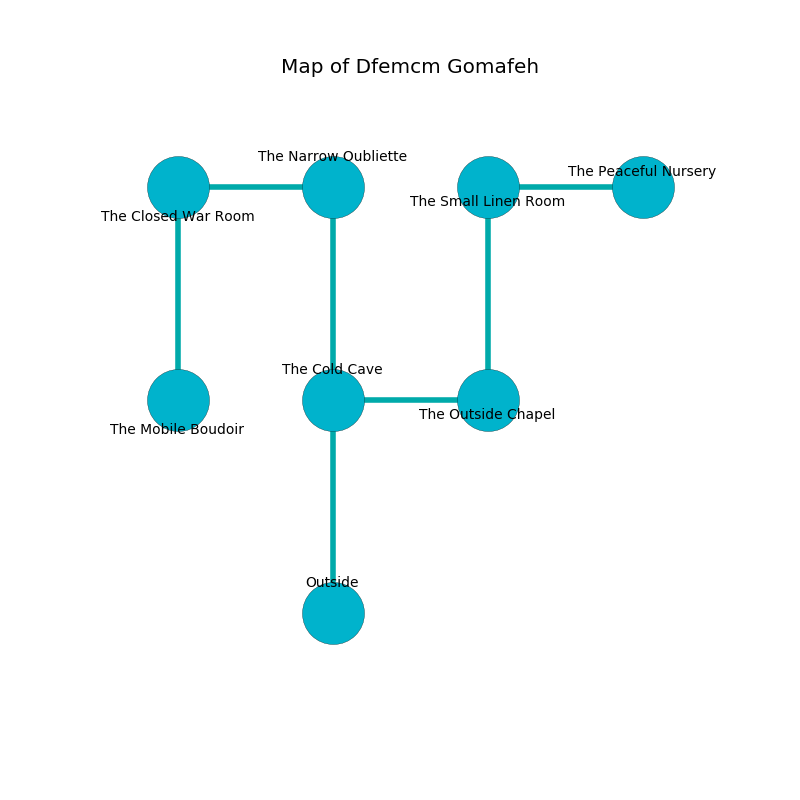 Map of Dfemcm Gomafeh
The Narrow Oubliette
The Peaceful Nursery
The Small Linen Room
The Closed War Room
The Cold Cave
The Outside Chapel
The Mobile Boudoir
Outside